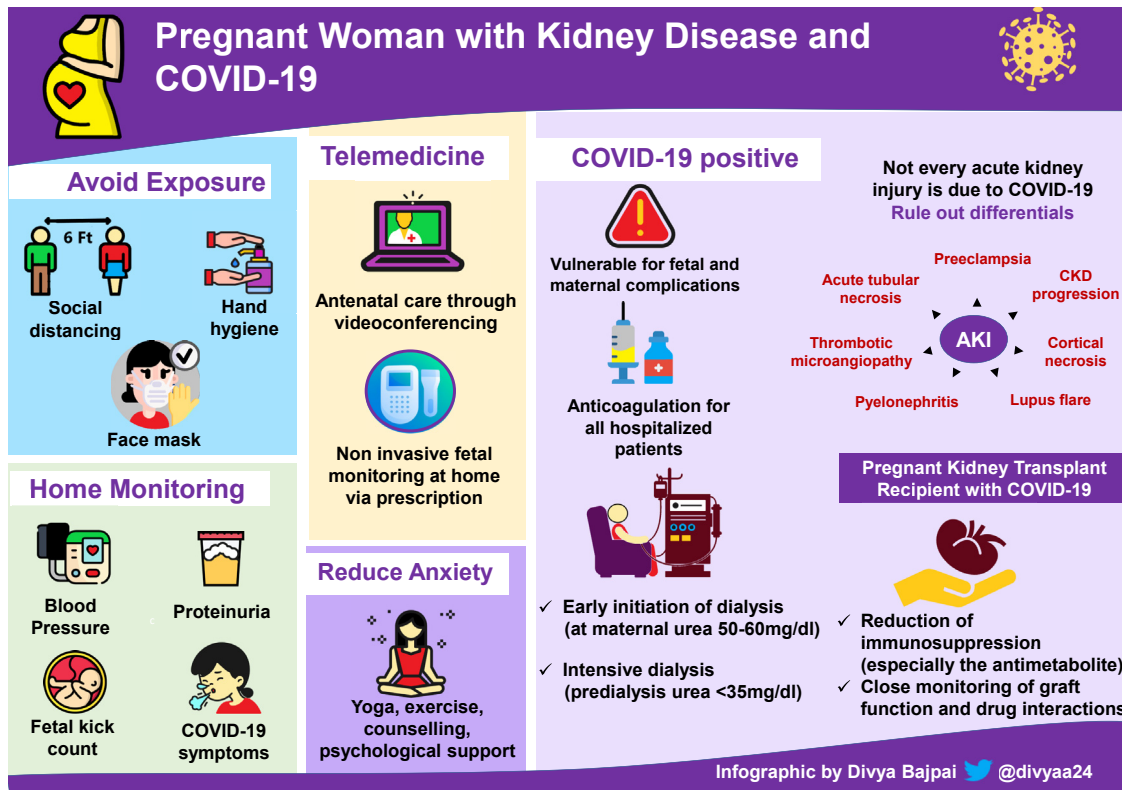 Pregnant Woman with Kidney Disease and
COVID-19
Avoid Exposure
6 Ft
Social
distancing
Hand
hygiene
Face mask
Home Monitoring
Blood
Pressure
Proteinuria
Fetal kick
count
COVID-19
symptoms
Telemedicine
Antenatal care through
videoconferencing
Non invasive fetal
monitoring at home
via prescription
Reduce Anxiety
Yoga, exercise,
counselling,
psychological support
COVID-19 positive
Vulnerable for fetal and
maternal complications
Anticoagulation for
all hospitalized
patients
✓ Early initiation of dialysis
(at maternal urea 50-60mg/dl)
✓ Intensive dialysis
(predialysis urea <35mg/dl)
Not every acute kidney
injury is due to COVID-19
Rule out differentials
Preeclampsia
Acute tubular
necrosis
CKD
progression
AKI
Thrombotic
microangiopathy
Cortical
necrosis
Pyelonephritis
Lupus flare
Pregnant Kidney Transplant
Recipient with COVID-19
✓ Reduction of
immunosuppression
(especially the antimetabolite)
✓ Close monitoring of graft
function and drug interactions
Infographic by Divya Bajpai @divyaa24